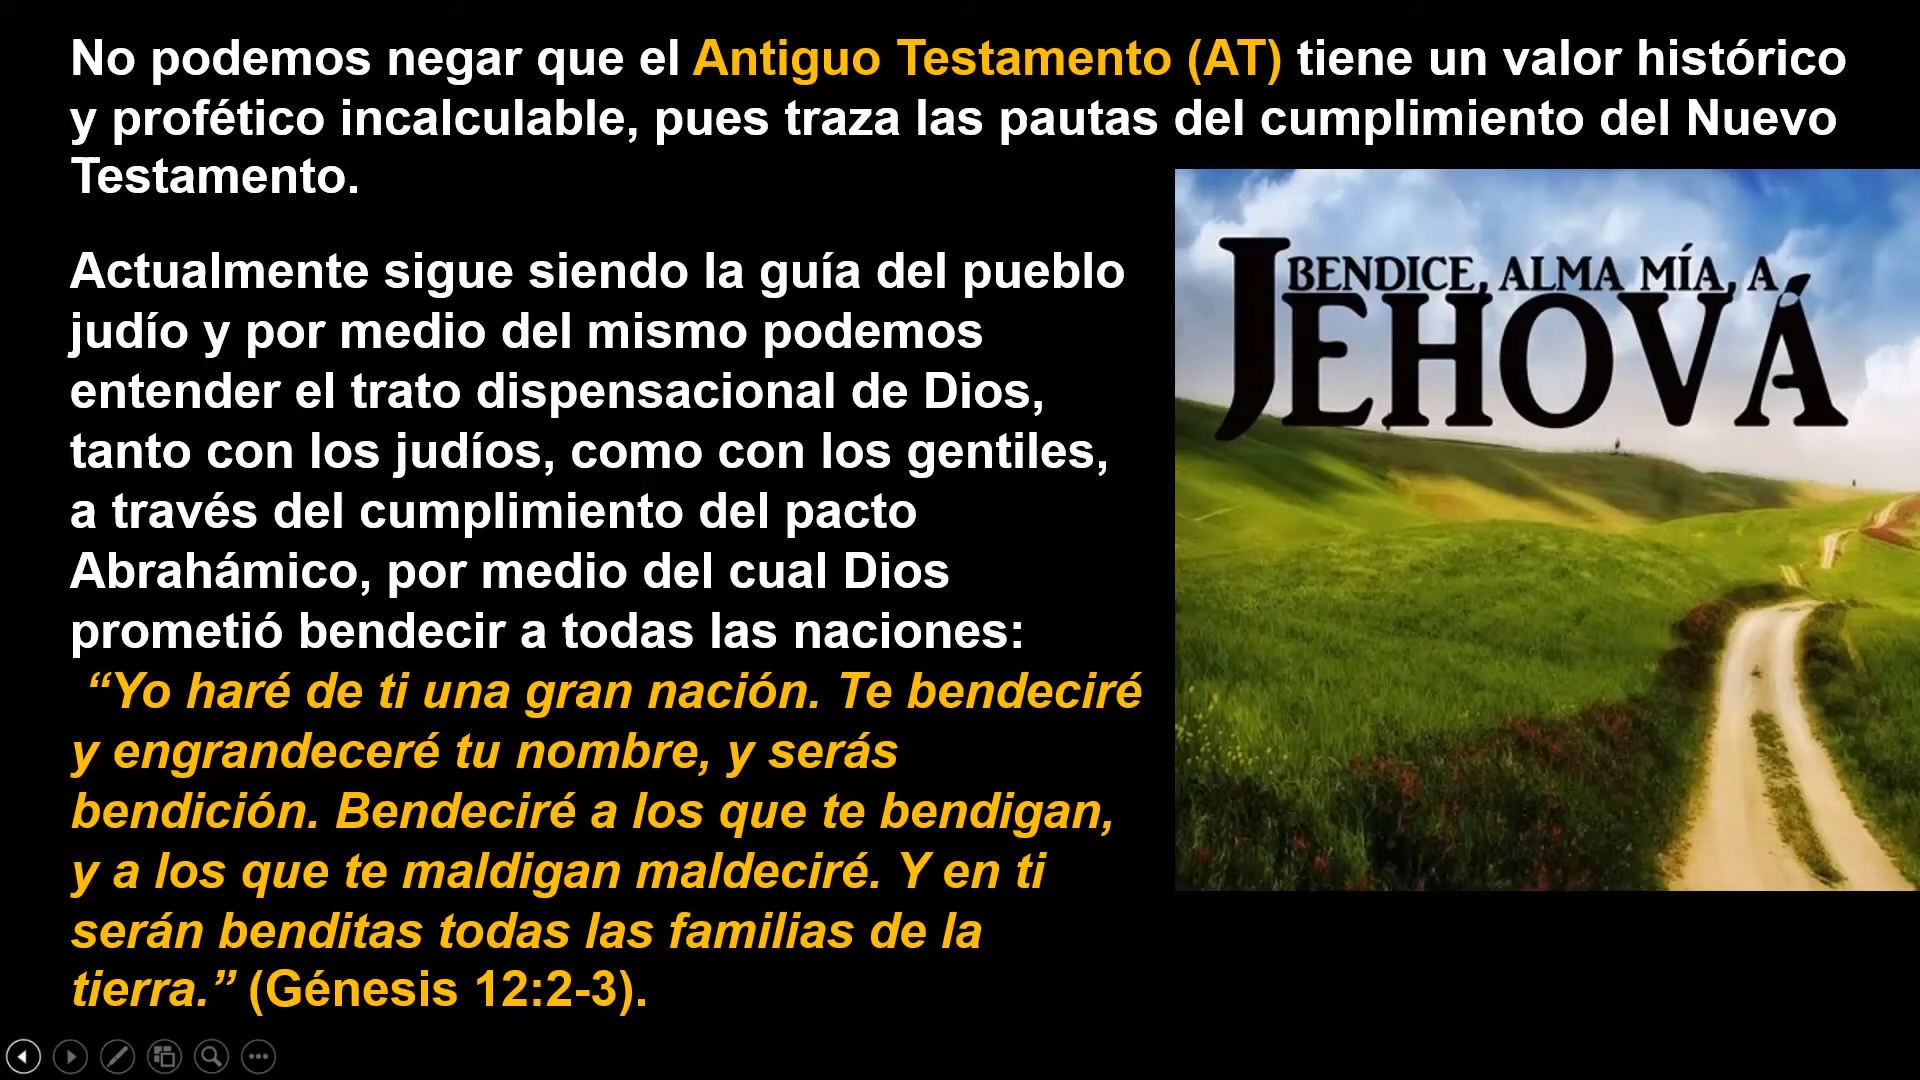 No podemos negar que el Antiguo Testamento (AT) tiene un valor histórico
y profético incalculable, pues traza las pautas del cumplimiento del Nuevo
Testamento.
Actualmente sigue siendo la guía del pueblo
judío y por medio del mismo podemos
entender el trato dispensacional de Dios,
tanto con los judíos, como con los gentiles,
a través del cumplimiento del pacto
Abrahámico, por medio del cual Dios
prometió bendecir a todas las naciones:
“Yo haré de ti una gran nación. Te bendeciré
y engrandeceré tu nombre, y serás
bendición. Bendeciré a los que te bendigan,
y a los que te maldigan maldeciré. Y en ti
serán benditas todas las familias de la
tierra.” (Génesis 12:2-3).
BENDICE, ALMA MÍA, A
JEHOVÁ